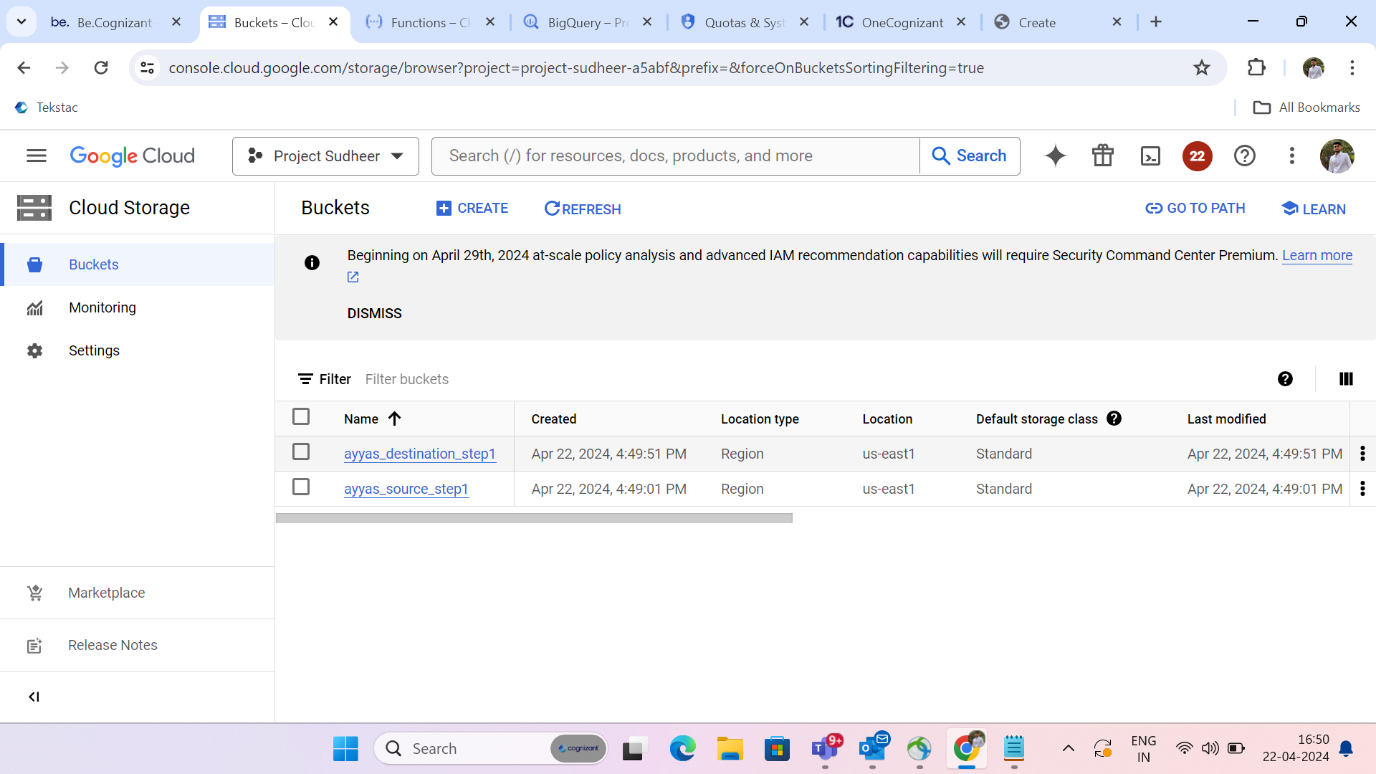 be. Be.Cognizant
Buckets – Clou
Functions – Cl
BigQuery – Pr
Quotas & Syst
1C OneCognizant
Create
console.cloud.google.com/storage/browser?project=project-sudheer-a5abf&prefix=&forceOnBucketsSortingFiltering=true
Tekstac
All Bookmarks
Google Cloud
Project Sudheer
Search (/) for resources, docs, products, and more
Search
22
Cloud Storage
Buckets
CREATE
REFRESH
GO TO PATH
LEARN
Buckets
Monitoring
Settings
Beginning on April 29th, 2024 at-scale policy analysis and advanced IAM recommendation capabilities will require Security Command Center Premium. Learn more
DISMISS
Filter Filter buckets
Name Created Location type Location Default storage class Last modified
ayyas_destination_step1 Apr 22, 2024, 4:49:51 PM Region us-east1 Standard Apr 22, 2024, 4:49:51 PM
ayyas_source_step1 Apr 22, 2024, 4:49:01 PM Region us-east1 Standard Apr 22, 2024, 4:49:01 PM
Marketplace
Release Notes
Search
cognizant
9+
ENG
IN
16:50
22-04-2024